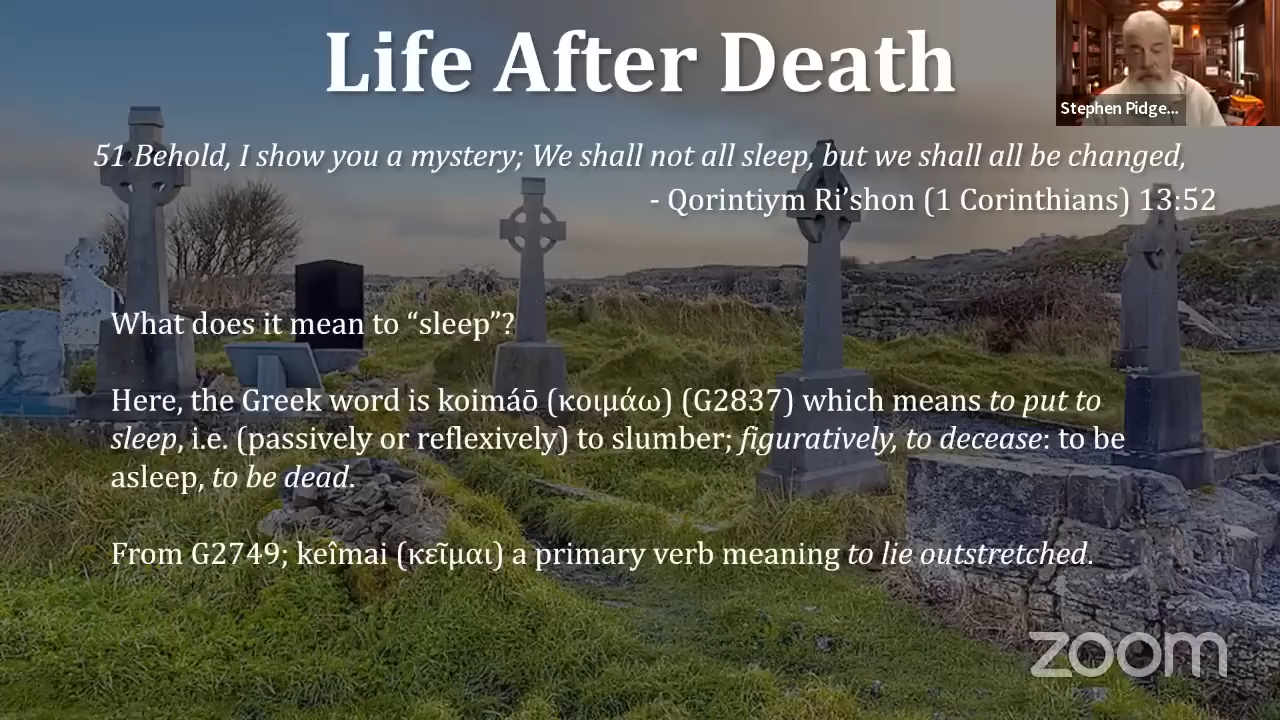 Life After Death
Stephen Pidge...
51 Behold, I show you a mystery; We shall not all sleep, but we shall all be changed,
- Qorintiym Ri’shon (1 Corinthians) 13:52
What does it mean to “sleep”?
Here, the Greek word is koimáō (κοιμάω) (G2837) which means to put to
sleep, i.e. (passively or reflexively) to slumber; figuratively, to decease: to be
asleep, to be dead.
From G2749; keîmai (κεῖμαι) a primary verb meaning to lie outstretched.
zoom